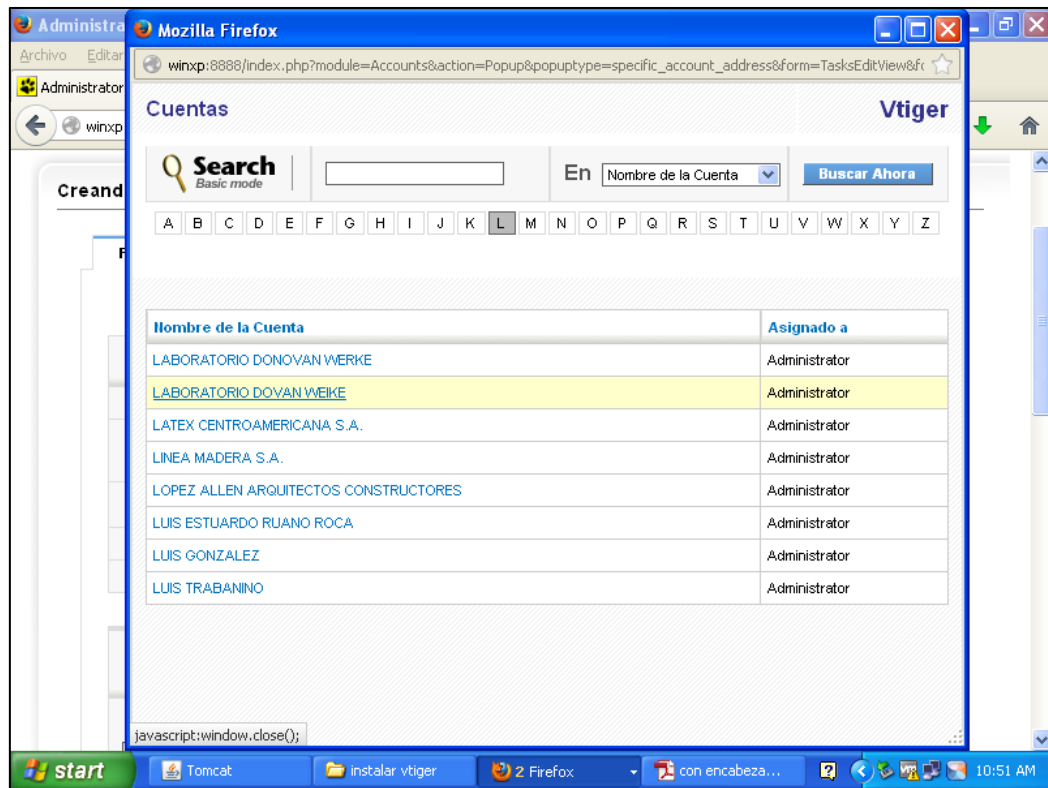 Administra
Mozilla Firefox
Archivo Editar
winxp:8888/index.php?module=Accounts&action=Popup&popuptype=specific_account_address&form=TasksEditView&f
Administrator
Cuentas
Vtiger
winxp
Search
Basic mode
En Nombre de la Cuenta
Buscar Ahora
Creand
A B C D E F G H I J K L M N O P Q R S T U V W X Y Z
F
Nombre de la Cuenta Asignado a
LABORATORIO DONOVAN WERKE Administrator
LABORATORIO DOVAN WEIKE Administrator
LATEX CENTROAMERICANA S.A. Administrator
LINEA MADERA S.A. Administrator
LOPEZ ALLEN ARQUITECTOS CONSTRUCTORES Administrator
LUIS ESTUARDO RUANO ROCA Administrator
LUIS GONZALEZ Administrator
LUIS TRABANINO Administrator
javascript:window.close();
start Tomcat instalar vtiger 2 Firefox con encabeza... 10:51 AM